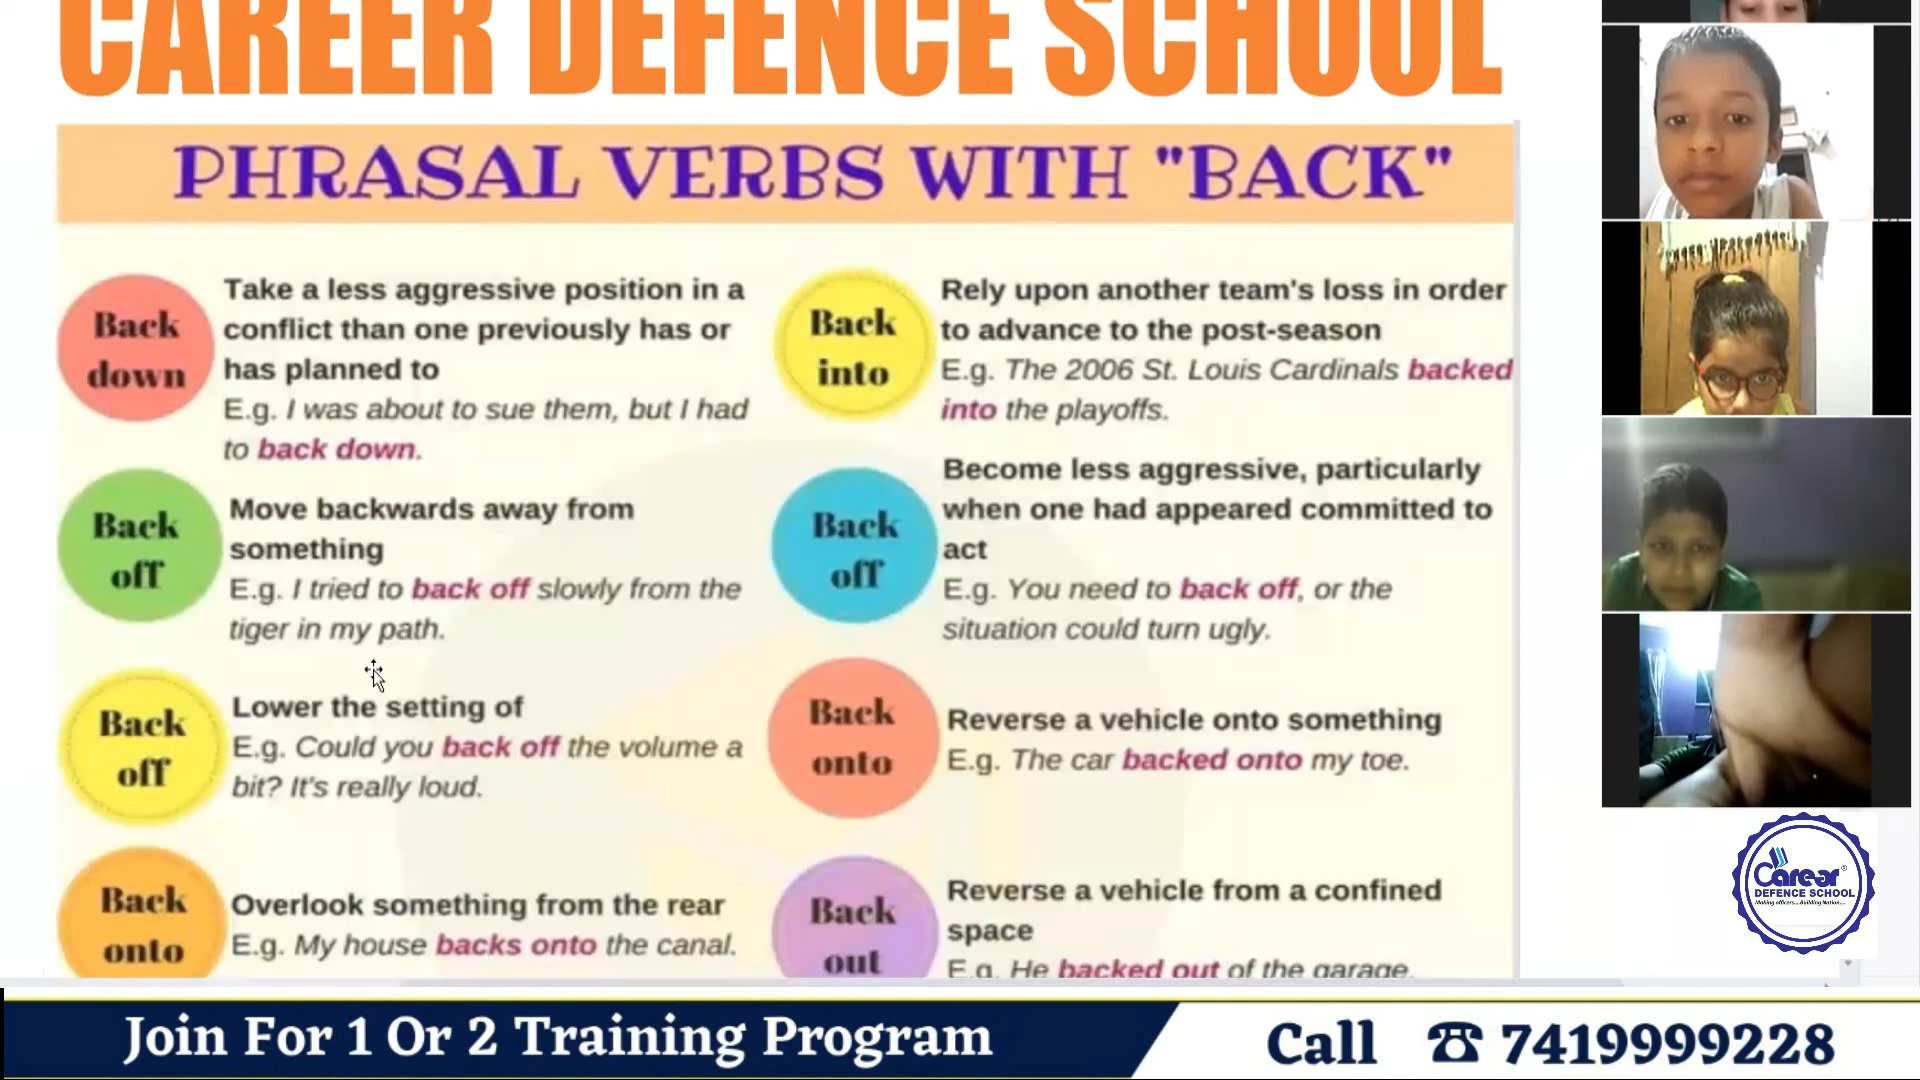 CAREER DEFENCE SCHOOL
PHRASAL VERBS WITH "BACK"
Back
down
Take a less aggressive position in a
conflict than one previously has or
has planned to
E.g. I was about to sue them, but I had
to back down.
Back
into
Rely upon another team's loss in order
to advance to the post-season
E.g. The 2006 St. Louis Cardinals backed
into the playoffs.
Back
off
Move backwards away from
something
E.g. I tried to back off slowly from the
tiger in my path.
Back
off
Become less aggressive, particularly
when one had appeared committed to
act
E.g. You need to back off, or the
situation could turn ugly.
Back
off
Lower the setting of
E.g. Could you back off the volume a
bit? It's really loud.
Back
onto
Reverse a vehicle onto something
E.g. The car backed onto my toe.
Back
onto
Overlook something from the rear
E.g. My house backs onto the canal.
Back
out
Reverse a vehicle from a confined
space
E.g. He backed out of the garage.
Career®
DEFENCE SCHOOL
Making officers... Building Nation...
Join For 1 Or 2 Training Program
Call ☎ 7419999228